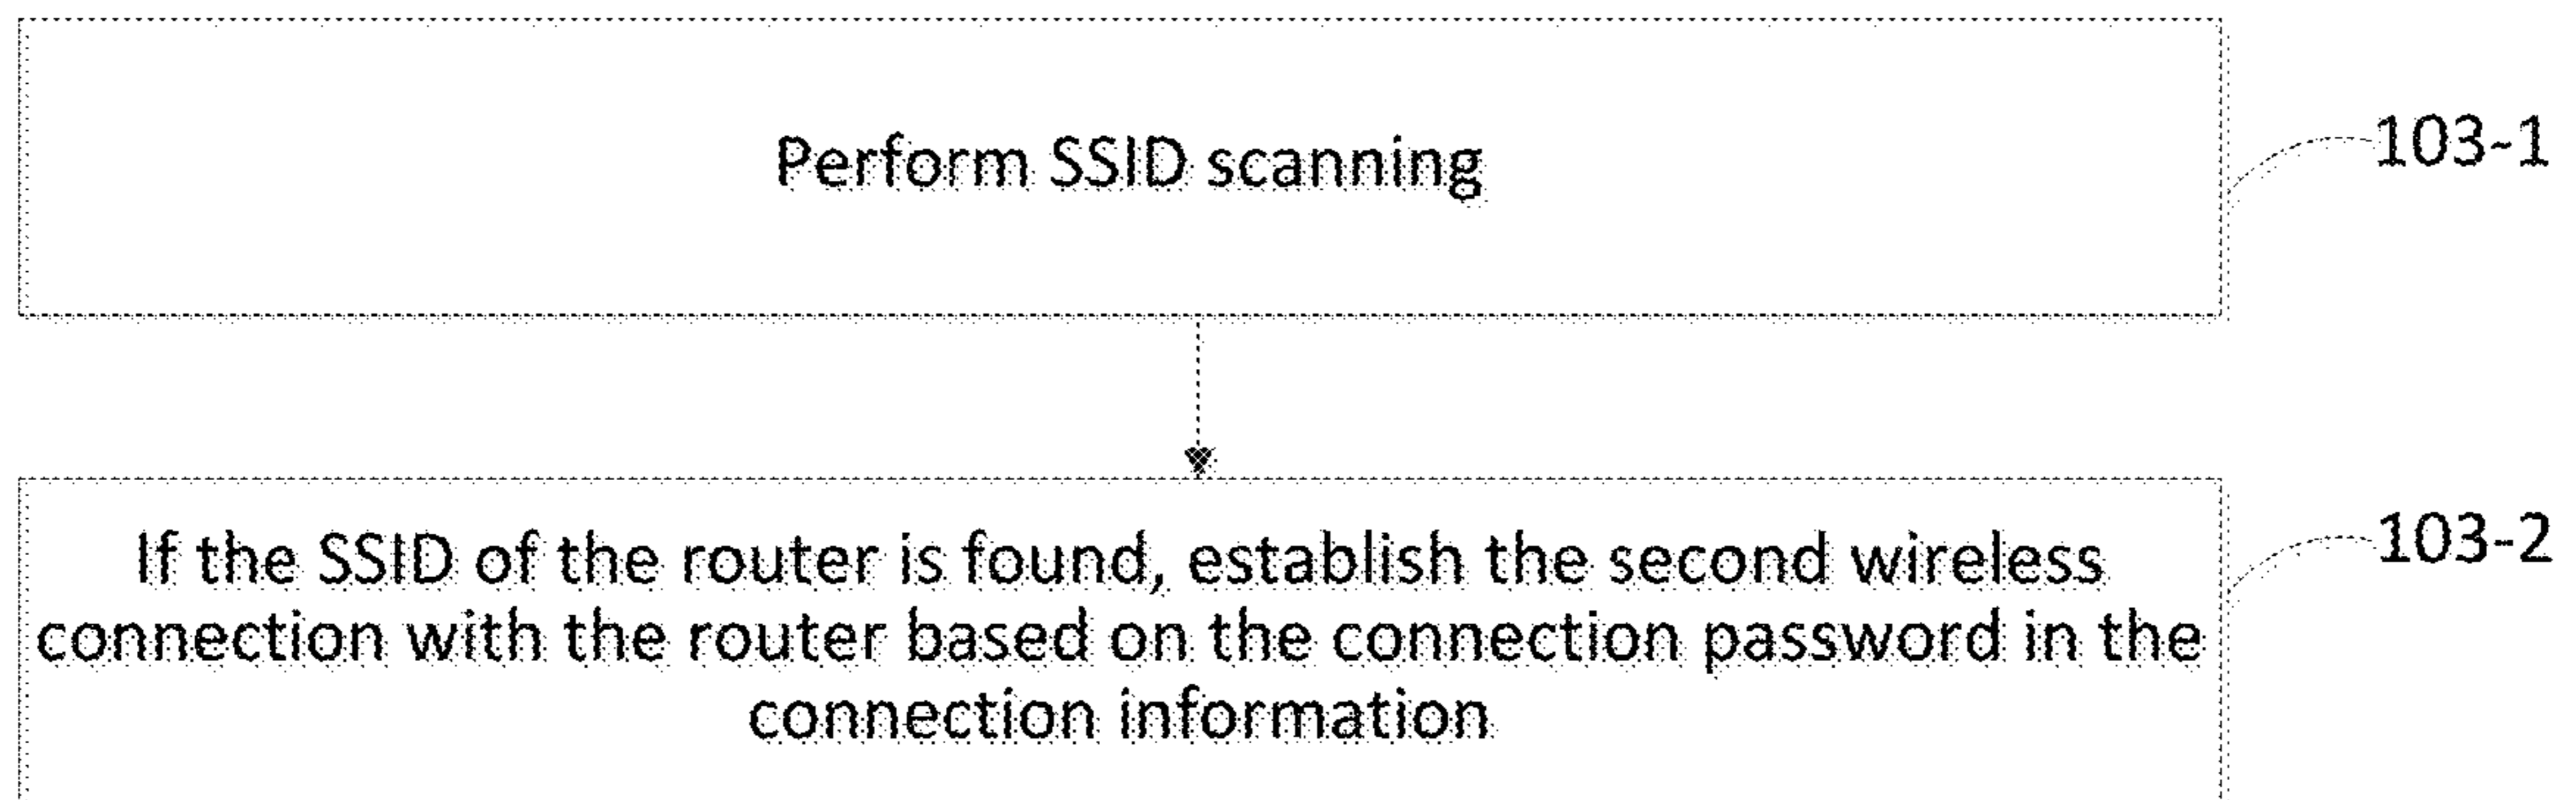 Perform SSID scanning
103-1
If the SSID of the router is found, establish the second wireless
connection with the router based on the connection password in the
connection information
103-2